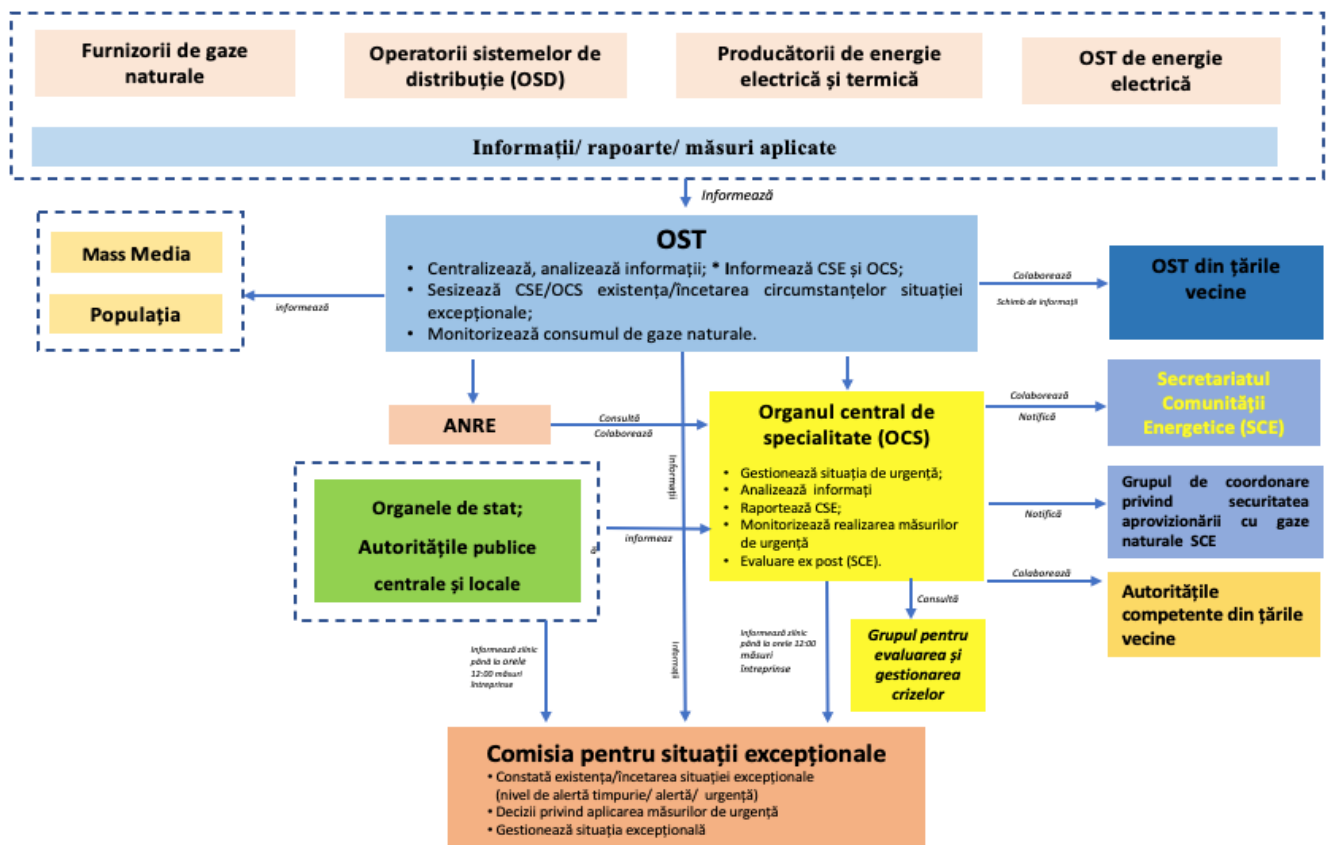 Furnizorii de gaze
naturale
Operatorii sistemelor de
distribuție (OSD)
Producătorii de energie
electrică și termică
OST de energie
electrică
Informații/ rapoarte/ măsuri aplicate
Informează
Mass Media
Populația
informează
OST
• Centralizează, analizează informații; * Informează CSE și OCS;
• Sesizează CSE/OCS existența/încetarea circumstanțelor situației
excepționale;
• Monitorizează consumul de gaze naturale.
Colaborează
Schimb de informații
OST din țările
vecine
ANRE
Consultă
Colaborează
Informații
Organul central de
specialitate (OCS)
• Gestionează situația de urgență;
• Analizează informați
• Raportează CSE;
• Monitorizează realizarea măsurilor
de urgență
• Evaluare ex post (SCE).
Colaborează
Notifică
Secretariatul
Comunității
Energetice (SCE)
Notifică
Grupul de coordonare
privind securitatea
aprovizionării cu gaze
naturale SCE
Colaborează
Autoritățile
competente din țările
vecine
Organele de stat;
Autoritățile publice
centrale și locale
ă
informeaz
Consultă
Grupul pentru
evaluarea și
gestionarea
crizelor
Informează zilnic
până la orele
12:00 măsuri
întreprinse
Informații
Informează zilnic
până la orele 12:00
măsuri
întreprinse
Comisia pentru situații excepționale
• Constată existența/încetarea situației excepționale
(nivel de alertă timpurie/ alertă/ urgență)
• Decizii privind aplicarea măsurilor de urgență
• Gestionează situația excepțională